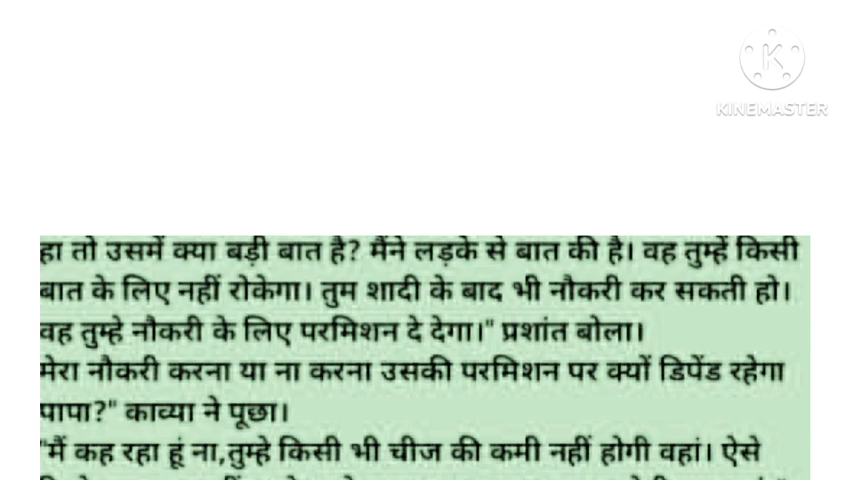 KINEMASTER
हा तो उसमें क्या बड़ी बात है? मैंने लड़के से बात की है। वह तुम्हें किसी
बात के लिए नहीं रोकेगा। तुम शादी के बाद भी नौकरी कर सकती हो।
वह तुम्हे नौकरी के लिए परमिशन दे देगा।" प्रशांत बोला।
मेरा नौकरी करना या ना करना उसकी परमिशन पर क्यों डिपेंड रहेगा
पापा?" काव्या ने पूछा।
"मैं कह रहा हूं ना,तुम्हे किसी भी चीज की कमी नहीं होगी वहां। ऐसे